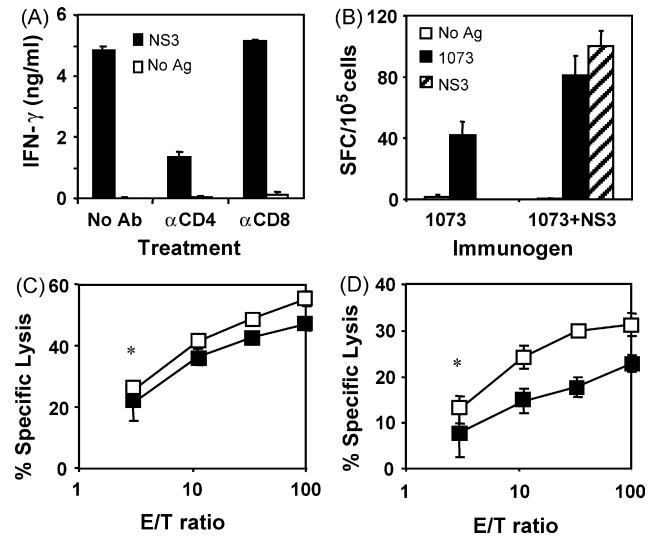 (A)
IFN-γ (ng/ml)
6
4
2
0
NS3
No Ag
No Ab
αCD4
αCD8
Treatment
(B)
SFC/10⁵ cells
120
80
40
0
No Ag
1073
NS3
1073
1073+NS3
Immunogen
(C)
% Specific Lysis
60
40
20
0
*
1
10
100
E/T ratio
(D)
% Specific Lysis
40
30
20
10
0
*
1
10
100
E/T ratio